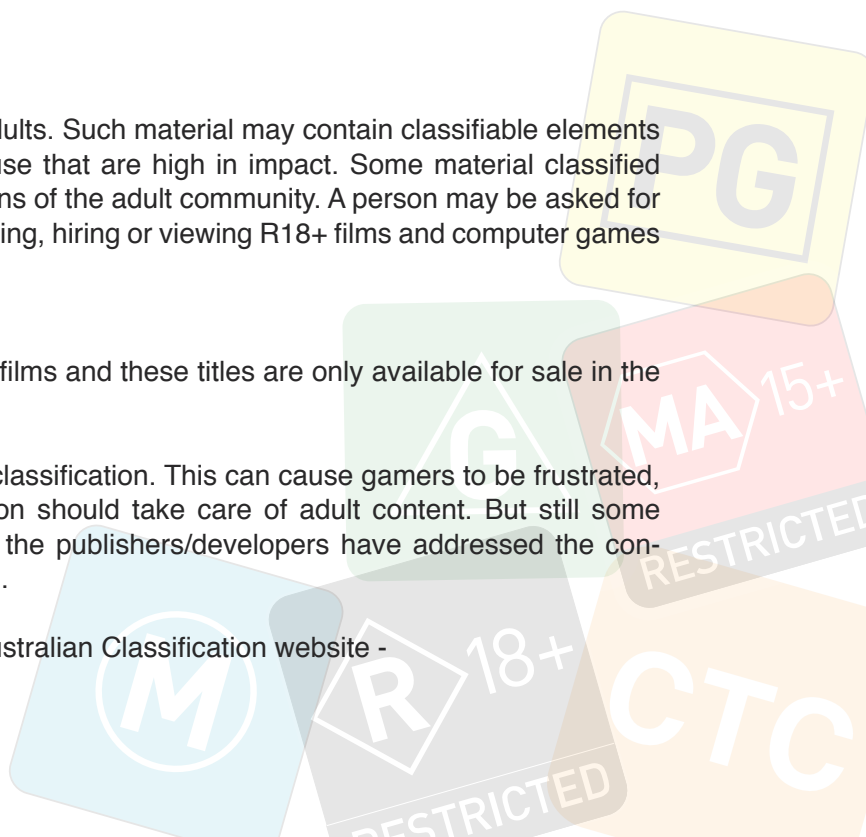 dults. Such material may contain classifiable elements
use that are high in impact. Some material classified
ns of the adult community. A person may be asked for
ing, hiring or viewing R18+ films and computer games
films and these titles are only available for sale in the
classification. This can cause gamers to be frustrated,
on should take care of adult content. But still some
the publishers/developers have addressed the con-
.
ustralian Classification website -
PG
G
MA 15+
RESTRICTED
M
R 18+
RESTRICTED
CTC